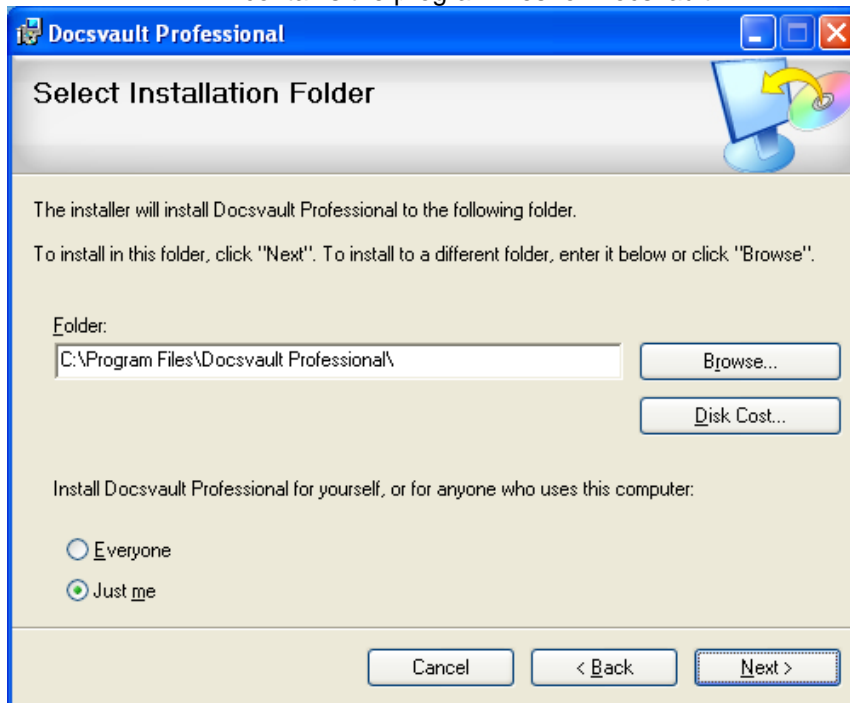 Docsvault Professional
Select Installation Folder
The installer will install Docsvault Professional to the following folder.
To install in this folder, click "Next". To install to a different folder, enter it below or click "Browse".
Folder:
C:\Program Files\Docsvault Professional\
Browse...
Disk Cost...
Install Docsvault Professional for yourself, or for anyone who uses this computer:
Everyone
Just me
Cancel
< Back
Next >